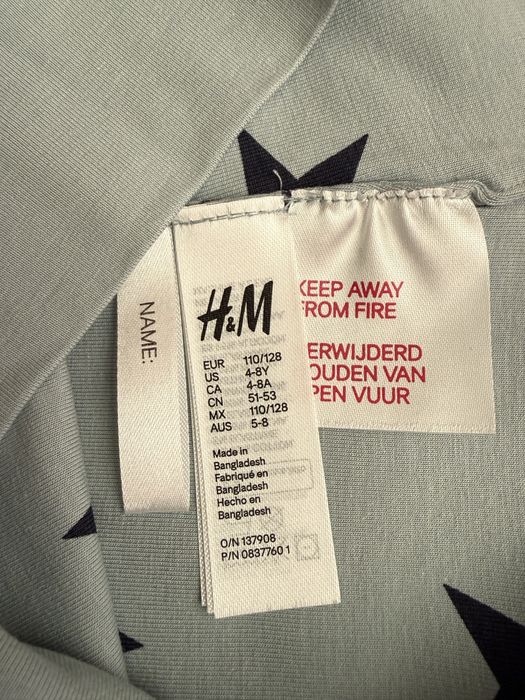 NAME:
H&M
EUR 110/128
US 4-8Y
CA 4-8A
CN 51-53
MX 110/128
AUS 5-8
Made in
Bangladesh
Fabriqué en
Bangladesh
Hecho en
Bangladesh
O/N 137908
P/N 0837760 1
KEEP AWAY
FROM FIRE
ERWIJDERD
OUDEN VAN
PEN VUUR